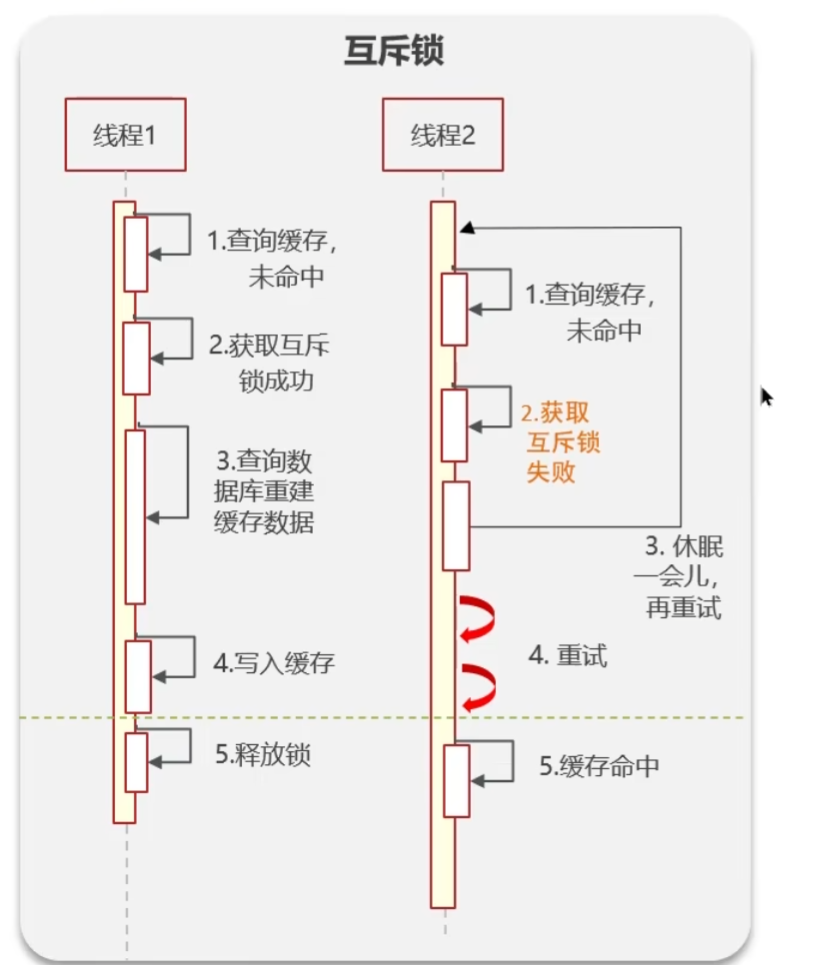 互斥锁
线程1
线程2
1.查询缓存，
未命中
2.获取互斥
锁成功
3.查询数
据库重建
缓存数据
4.写入缓存
5.释放锁
1.查询缓存，
未命中
2.获取
互斥锁
失败
3. 休眠
一会儿，
再重试
4. 重试
5.缓存命中